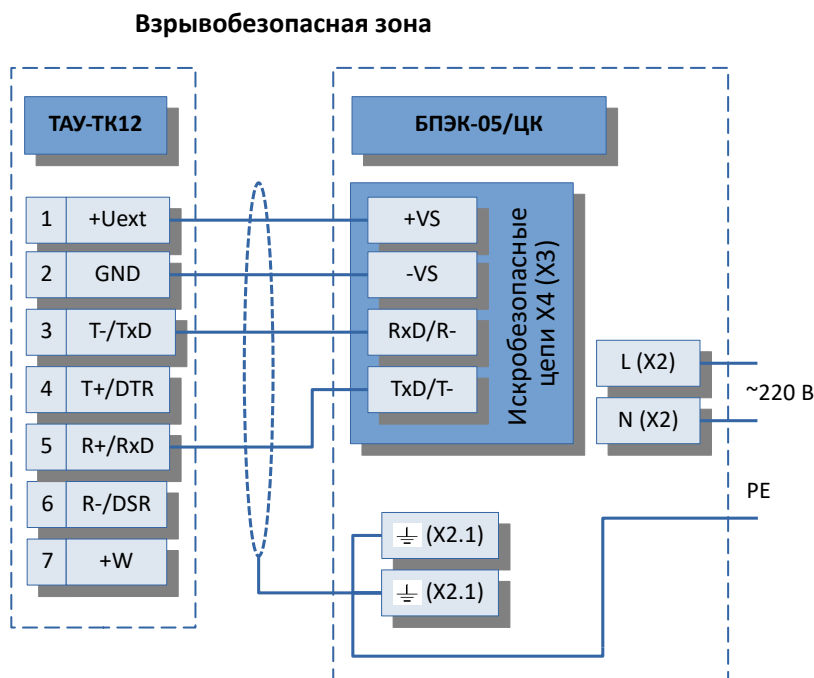 Взрывобезопасная зона
ТАУ-ТК12
БПЭК-05/ЦК
1 +Uext
2 GND
3 T-/TxD
4 T+/DTR
5 R+/RxD
6 R-/DSR
7 +W
+VS
-VS
RxD/R-
TxD/T-
Искробезопасные
цепи X4 (X3)
L (X2)
N (X2)
~220 В
PE
(X2.1)
(X2.1)